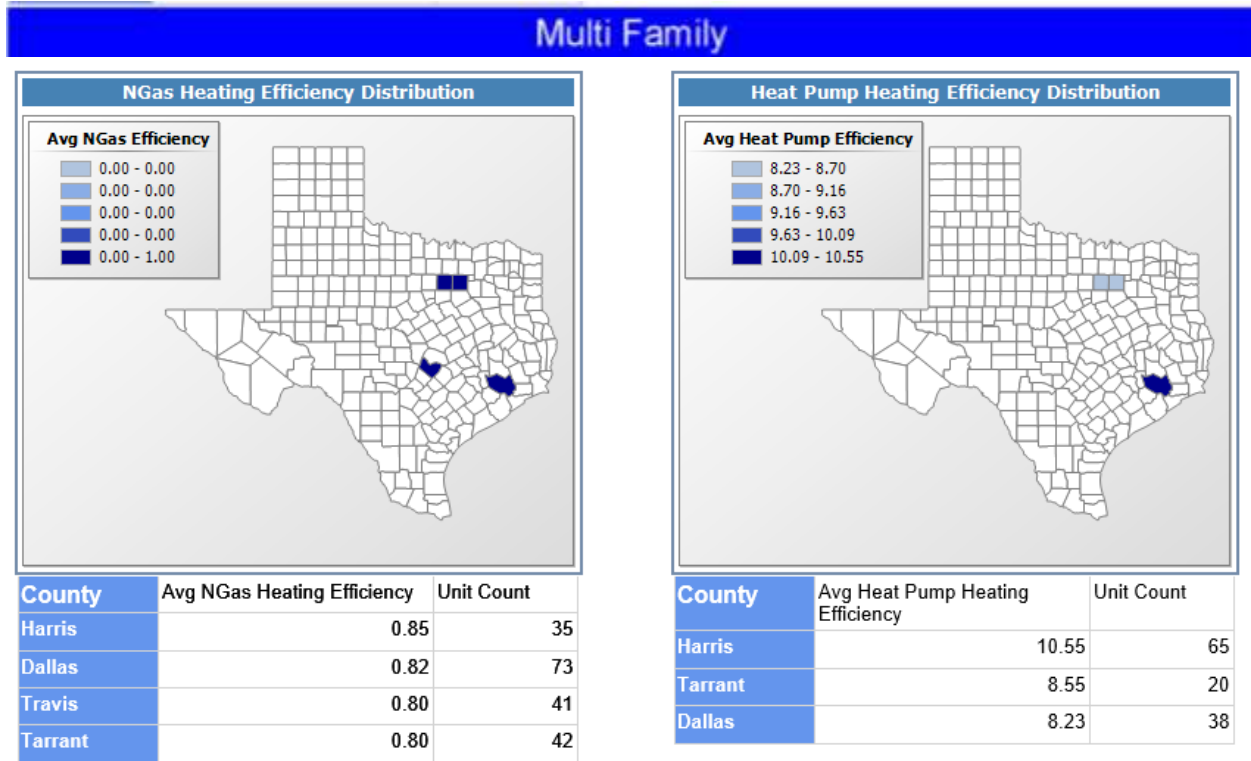 Multi Family
NGas Heating Efficiency Distribution
Avg NGas Efficiency
0.00 - 0.00
0.00 - 0.00
0.00 - 0.00
0.00 - 0.00
0.00 - 1.00
County Avg NGas Heating Efficiency Unit Count
Harris 0.85 35
Dallas 0.82 73
Travis 0.80 41
Tarrant 0.80 42
Heat Pump Heating Efficiency Distribution
Avg Heat Pump Efficiency
8.23 - 8.70
8.70 - 9.16
9.16 - 9.63
9.63 - 10.09
10.09 - 10.55
County Avg Heat Pump Heating Unit Count
Efficiency
Harris 10.55 65
Tarrant 8.55 20
Dallas 8.23 38